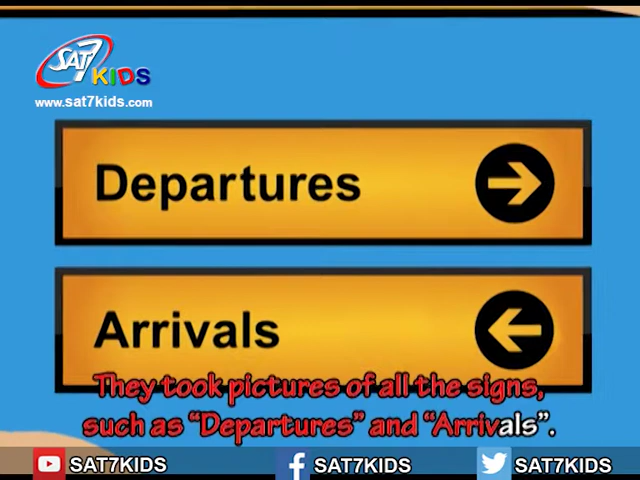 SAT7
KIDS
www.sat7kids.com
Departures
Arrivals
They took pictures of all the signs,
such as “Departures” and “Arrivals”.
SAT7KIDS
SAT7KIDS
SAT7KIDS